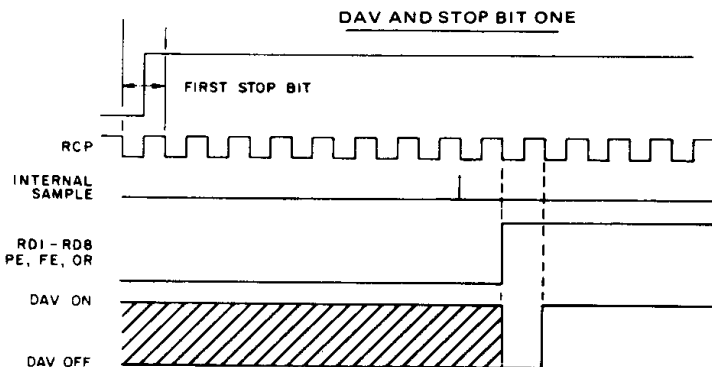 DAV AND STOP BIT ONE
FIRST STOP BIT
RCP
INTERNAL
SAMPLE
RD1-RD8
PE, FE, OR
DAV ON
DAV OFF